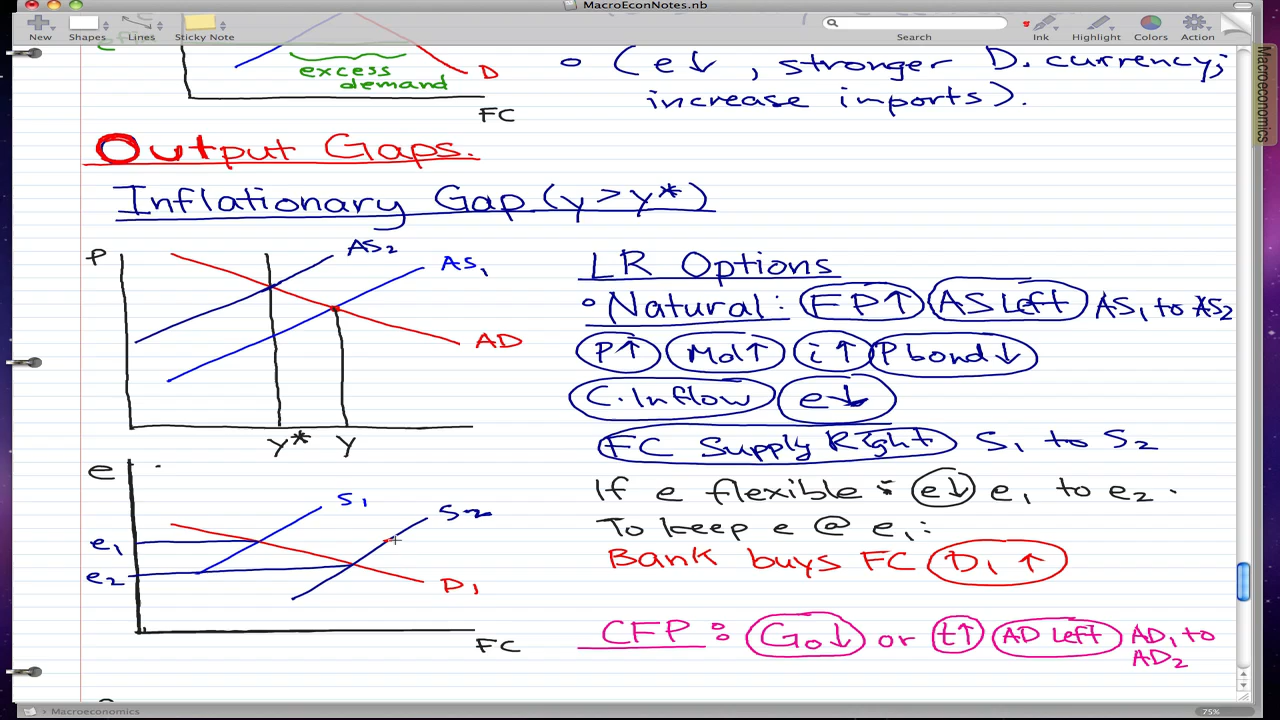 MacroEconNotes.nb
New Shapes Lines Sticky Note Search Ink Highlight Colors Action
Macroeconomics
excess
demand
D
FC
• (e↓, stronger D. currency;
increase imports).
Output Gaps.
Inflationary Gap (y > y*)
P
AS2
AS1
AD
y* y
LR Options
• Natural: EP↑ AS Left AS1 to AS2
P↑ Md↑ i↑ P bond↓
C. Inflow e↓
FC Supply Right S1 to S2
If e flexible: e↓ e1 to e2.
To keep e @ e1:
Bank buys FC D1 ↑
CFP: Go↓ or t↑ AD Left AD1 to
AD2
e
S1
S2
e1
e2
D1
FC
Macroeconomics
75%